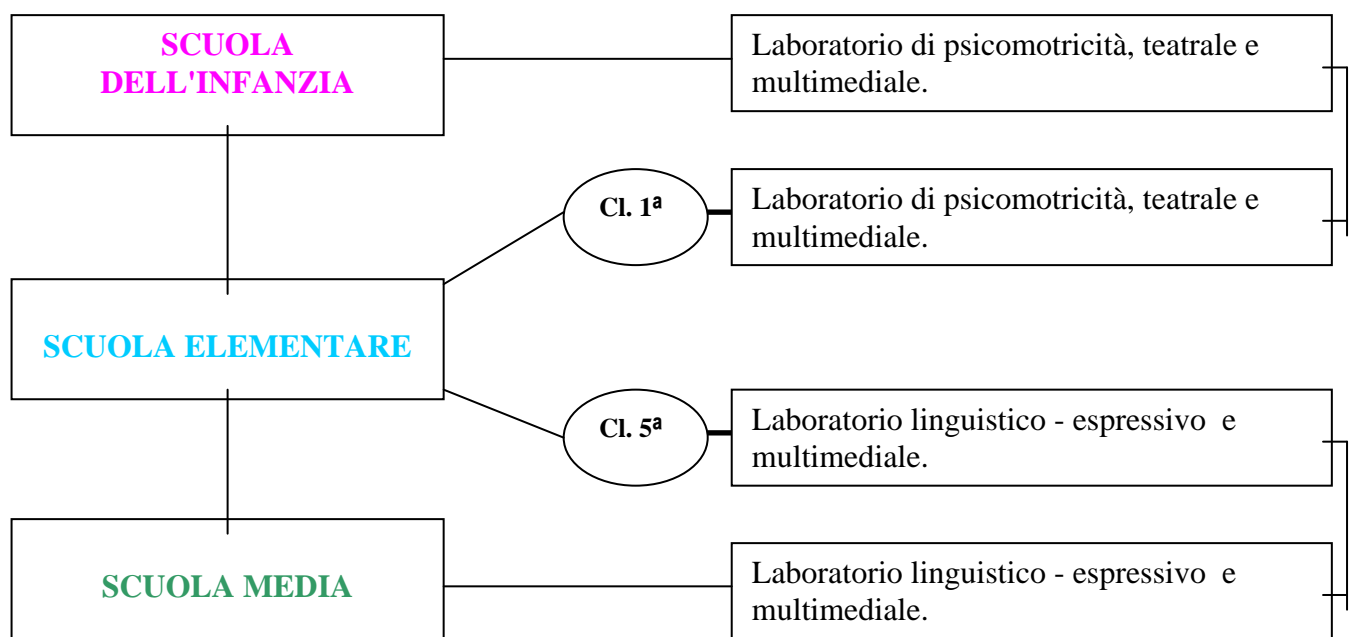 SCUOLA
DELL'INFANZIA
Laboratorio di psicomotricità, teatrale e
multimediale.
Cl. 1ª
Laboratorio di psicomotricità, teatrale e
multimediale.
SCUOLA ELEMENTARE
Cl. 5ª
Laboratorio linguistico - espressivo e
multimediale.
SCUOLA MEDIA
Laboratorio linguistico - espressivo e
multimediale.